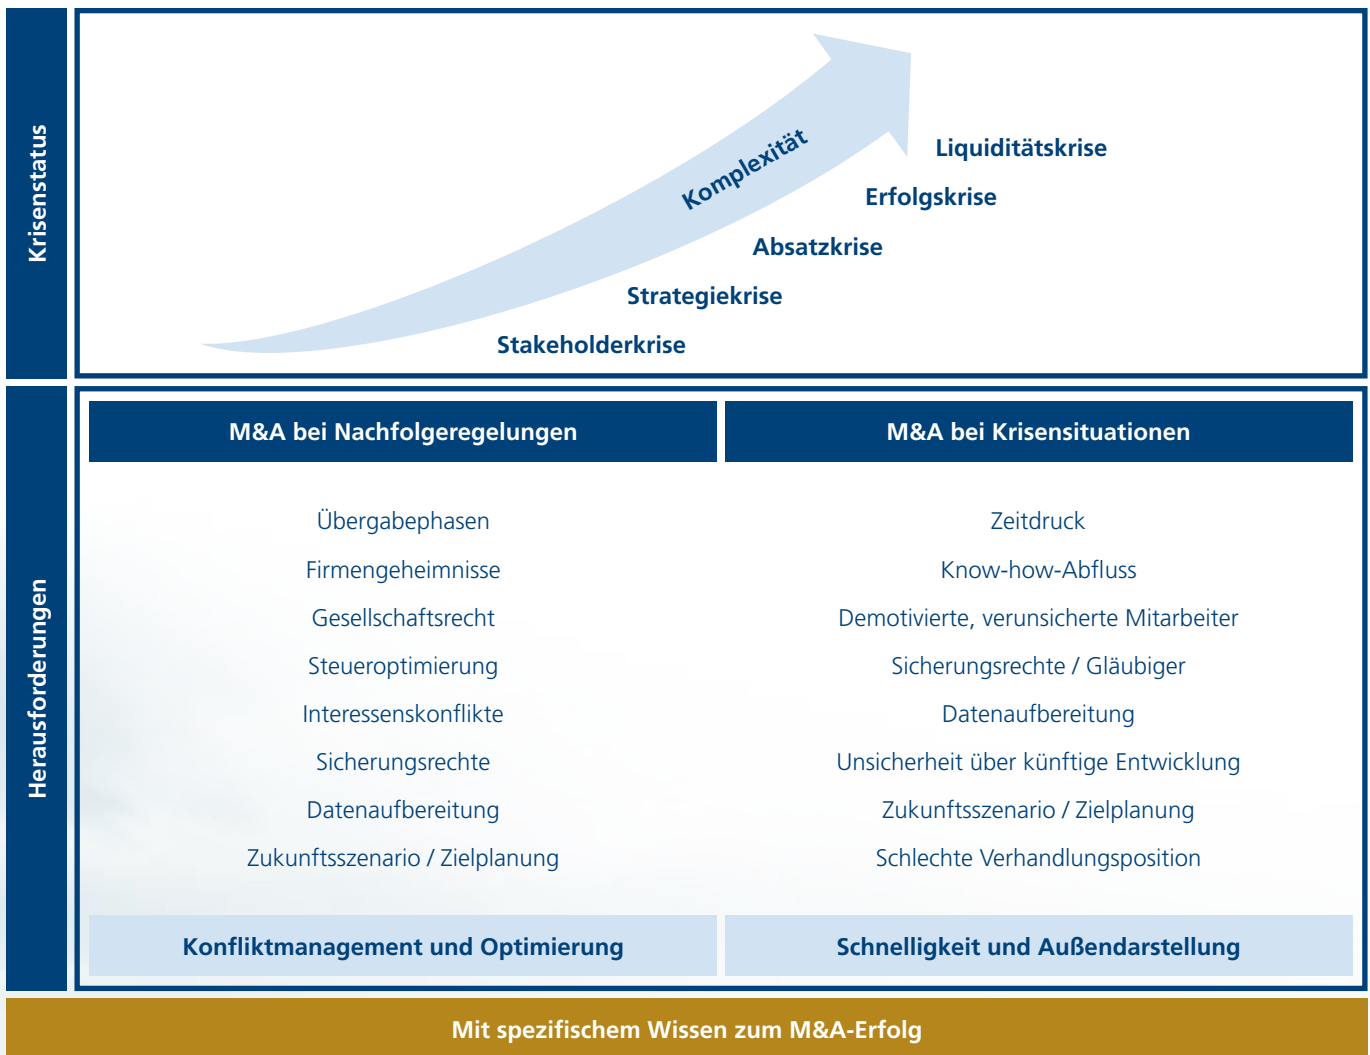 Krisenstatus
Komplexität
Liquiditätskrise
Erfolgskrise
Absatzkrise
Strategiekrise
Stakeholderkrise
Herausforderungen
M&A bei Nachfolgeregelungen
Übergabephasen
Firmengeheimnisse
Gesellschaftsrecht
Steueroptimierung
Interessenskonflikte
Sicherungsrechte
Datenaufbereitung
Zukunftsszenario / Zielplanung
Konfliktmanagement und Optimierung
M&A bei Krisensituationen
Zeitdruck
Know-how-Abfluss
Demotivierte, verunsicherte Mitarbeiter
Sicherungsrechte / Gläubiger
Datenaufbereitung
Unsicherheit über künftige Entwicklung
Zukunftsszenario / Zielplanung
Schlechte Verhandlungsposition
Schnelligkeit und Außendarstellung
Mit spezifischem Wissen zum M&A-Erfolg